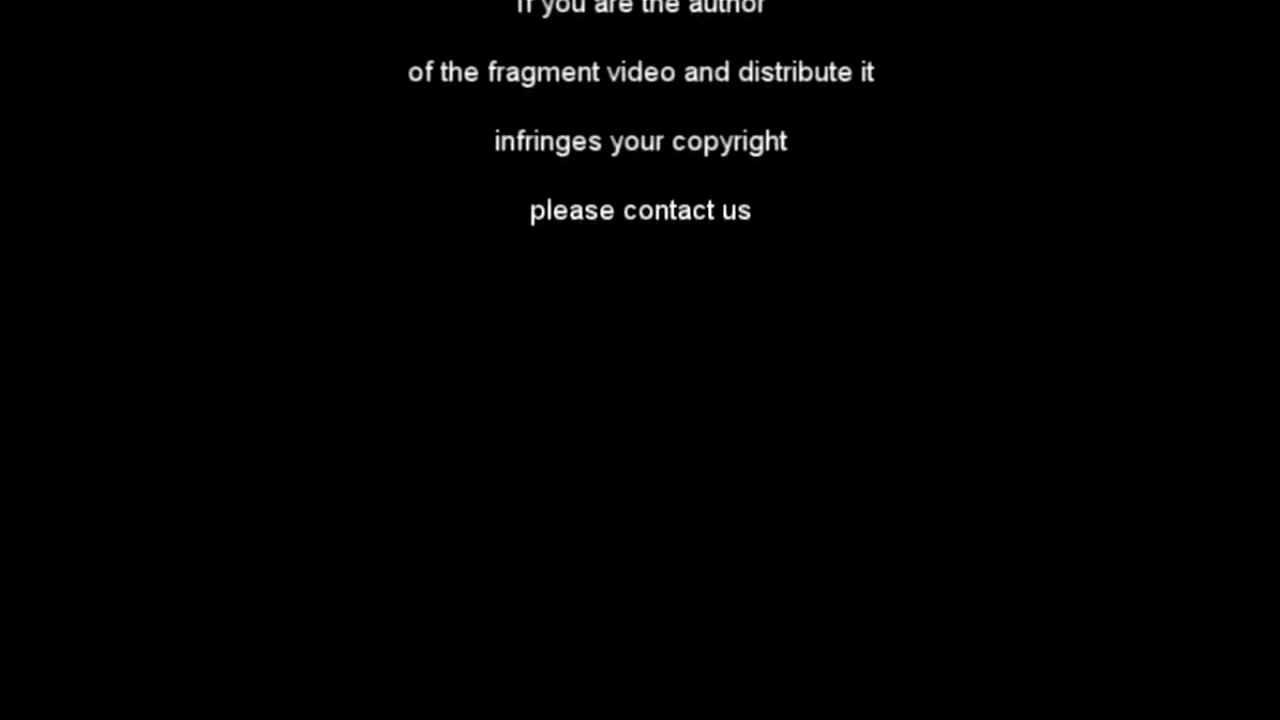 If you are the author
of the fragment video and distribute it
infringes your copyright
please contact us